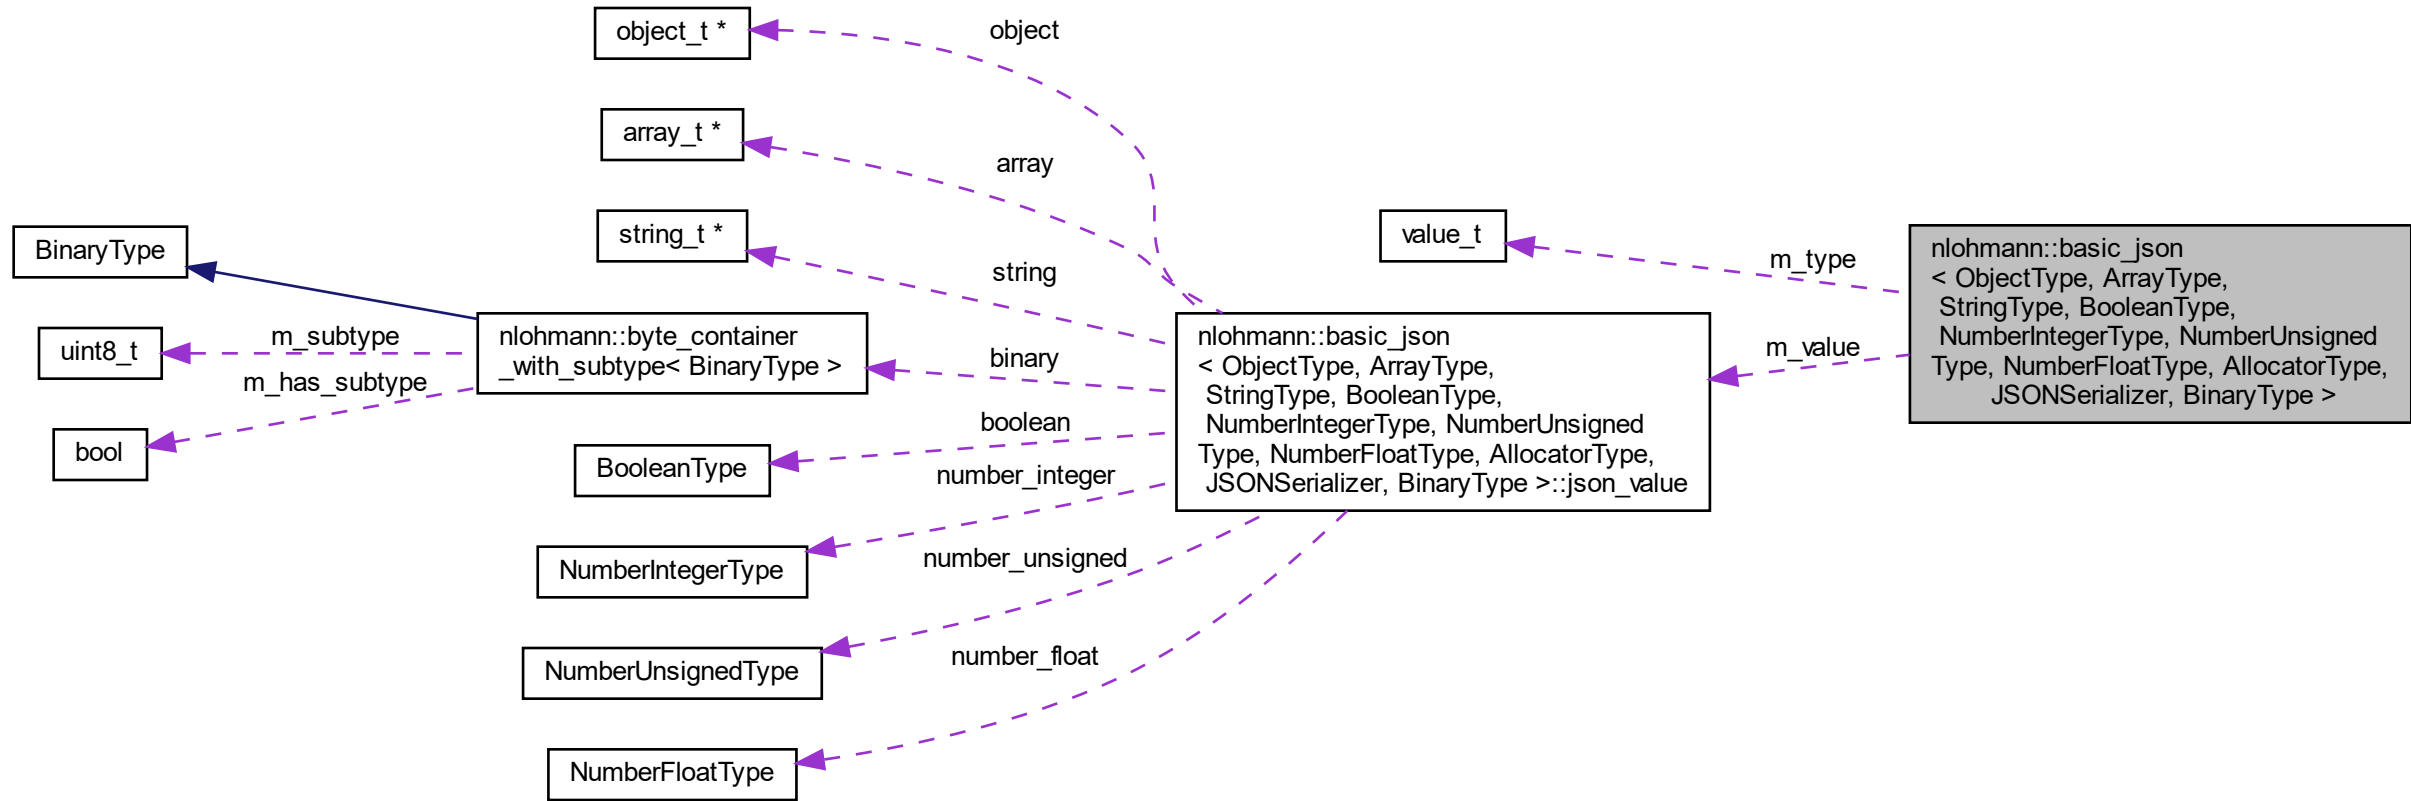 object_t *
object
array_t *
array
string_t *
string
BinaryType
uint8_t
m_subtype
m_has_subtype
bool
nlohmann::byte_container
_with_subtype< BinaryType >
binary
boolean
BooleanType
number_integer
NumberIntegerType
number_unsigned
NumberUnsignedType
number_float
NumberFloatType
nlohmann::basic_json
< ObjectType, ArrayType,
StringType, BooleanType,
NumberIntegerType, NumberUnsigned
Type, NumberFloatType, AllocatorType,
JSONSerializer, BinaryType >::json_value
value_t
m_type
m_value
nlohmann::basic_json
< ObjectType, ArrayType,
StringType, BooleanType,
NumberIntegerType, NumberUnsigned
Type, NumberFloatType, AllocatorType,
JSONSerializer, BinaryType >